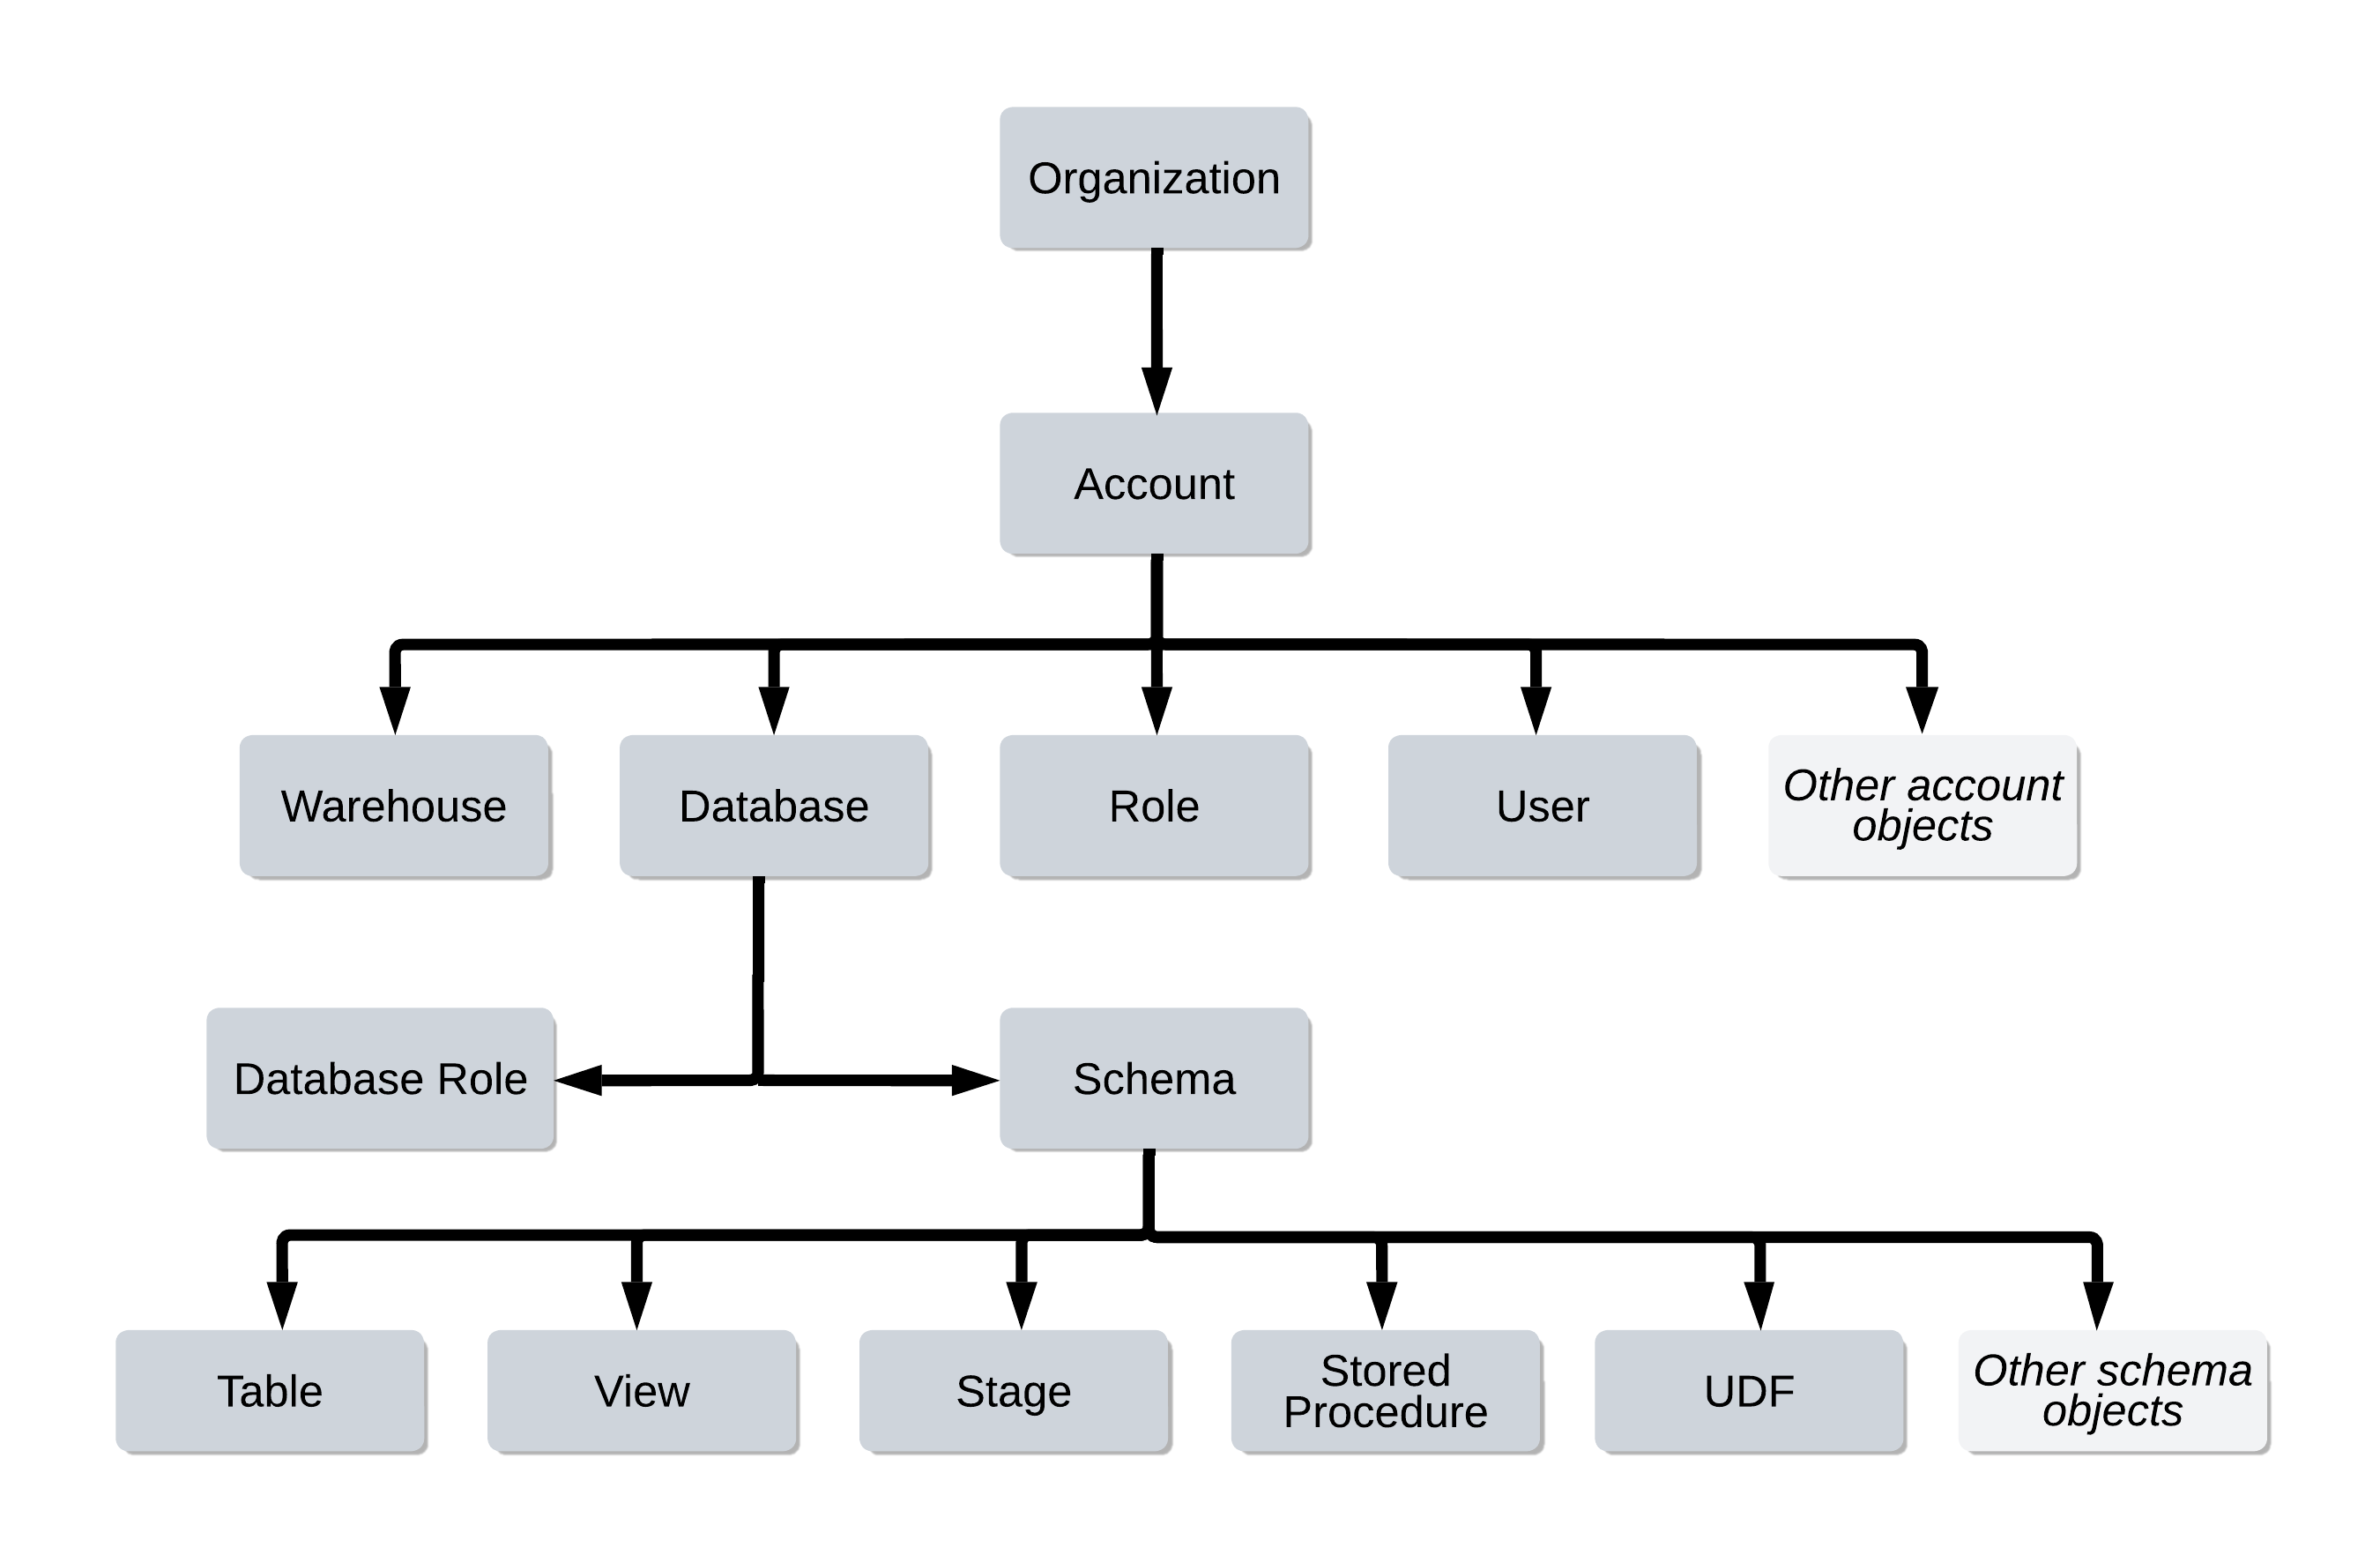 Organization
Account
Warehouse
Database
Role
User
Other account
objects
Database Role
Schema
Table
View
Stage
Stored
Procedure
UDF
Other schema
objects